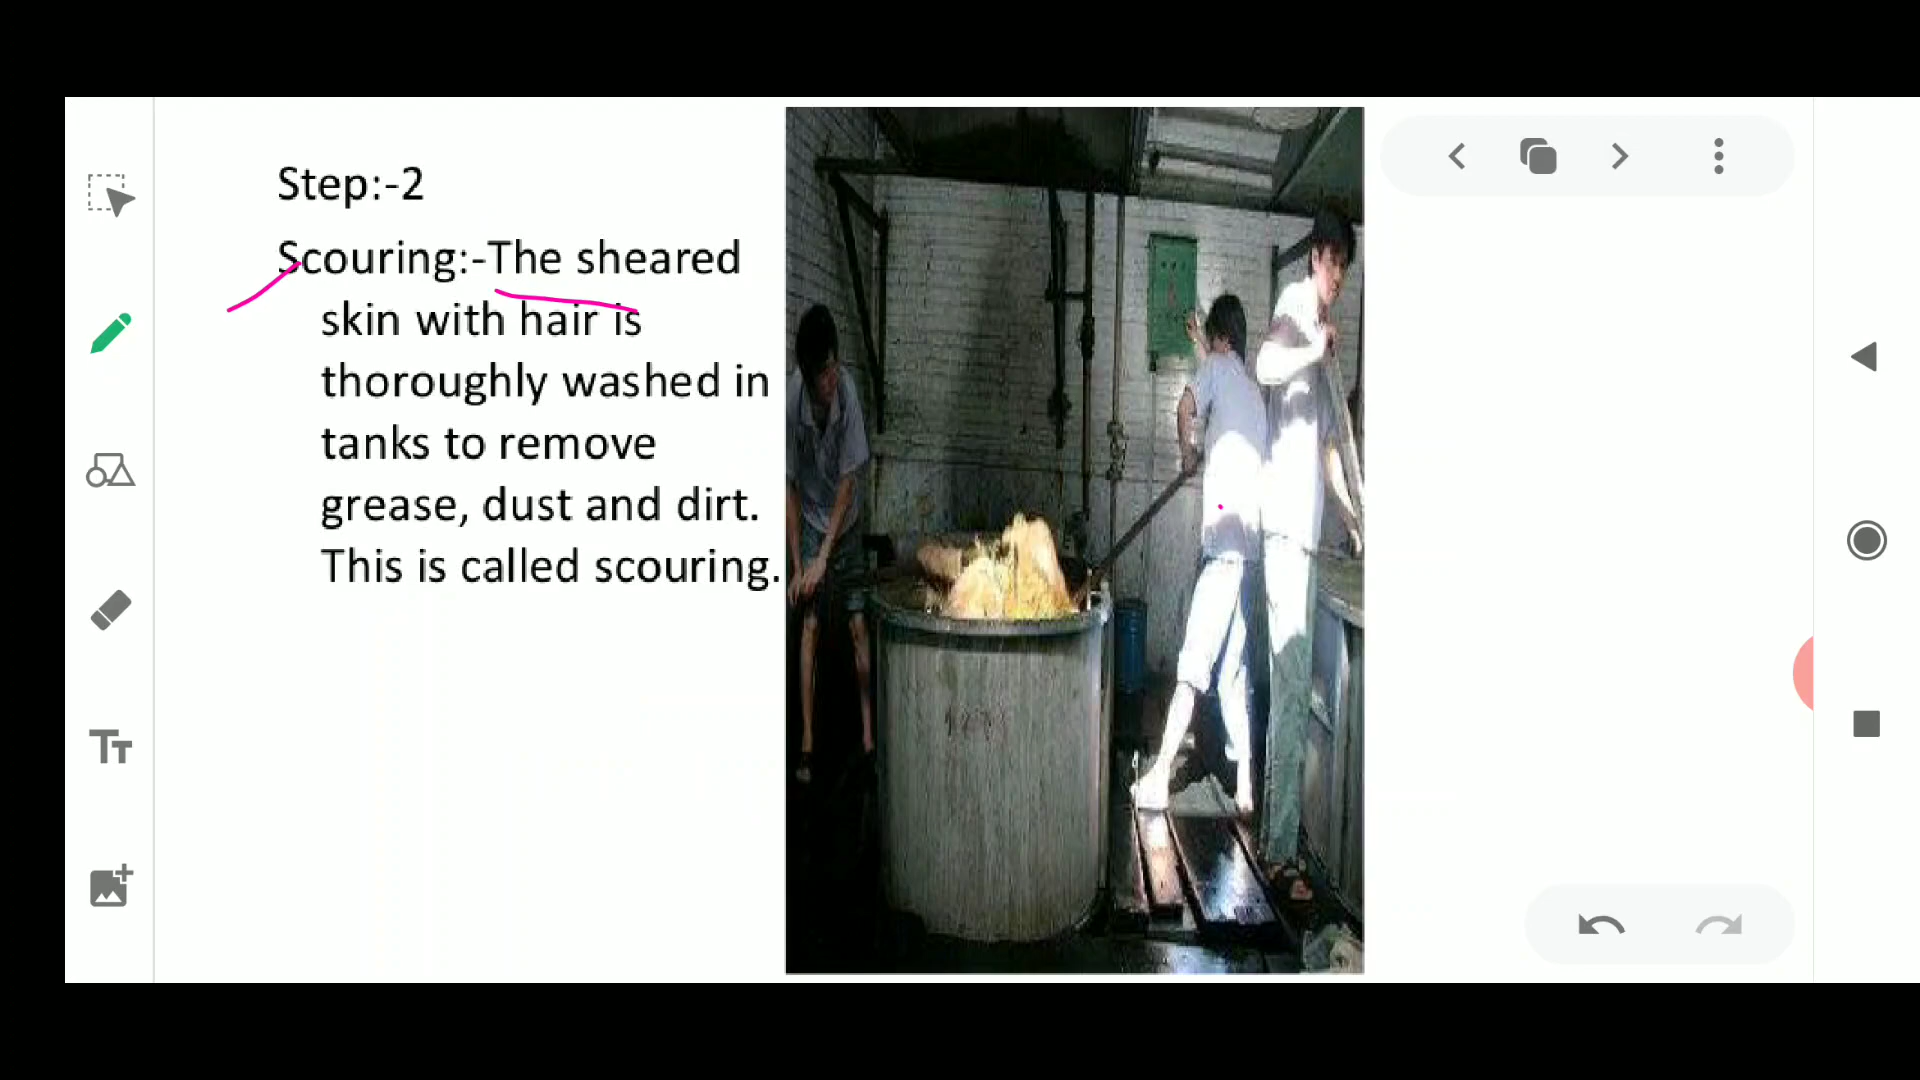 Step:-2
Scouring:-The sheared
skin with hair is
thoroughly washed in
tanks to remove
grease, dust and dirt.
This is called scouring.